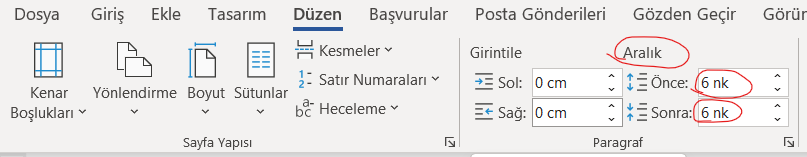 Dosya Giriş Ekle Tasarım Düzen Başvurular Posta Gönderileri Gözden Geçir Görür
Kenar Boşlukları
Yönlendirme
Boyut
Sütunlar
Kesmeler
Satır Numaraları
Heceleme
Sayfa Yapısı
Girintile Aralık
Sol: 0 cm Önce: 6 nk
Sağ: 0 cm Sonra: 6 nk
Paragraf